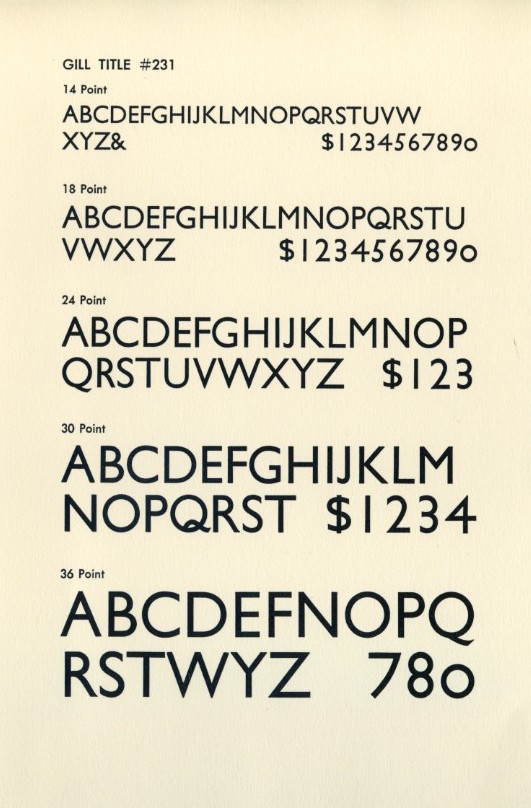 GILL TITLE #231
14 Point
ABCDEFGHIJKLMNOPQRSTUVW
XYZ& $1234567890
18 Point
ABCDEFGHIJKLMNOPQRSTU
VWXYZ $1234567890
24 Point
ABCDEFGHIJKLMNOP
QRSTUVWXYZ $123
30 Point
ABCDEFGHIJKLM
NOPQRST $1234
36 Point
ABCDEFNOPQ
RSTWYZ 780